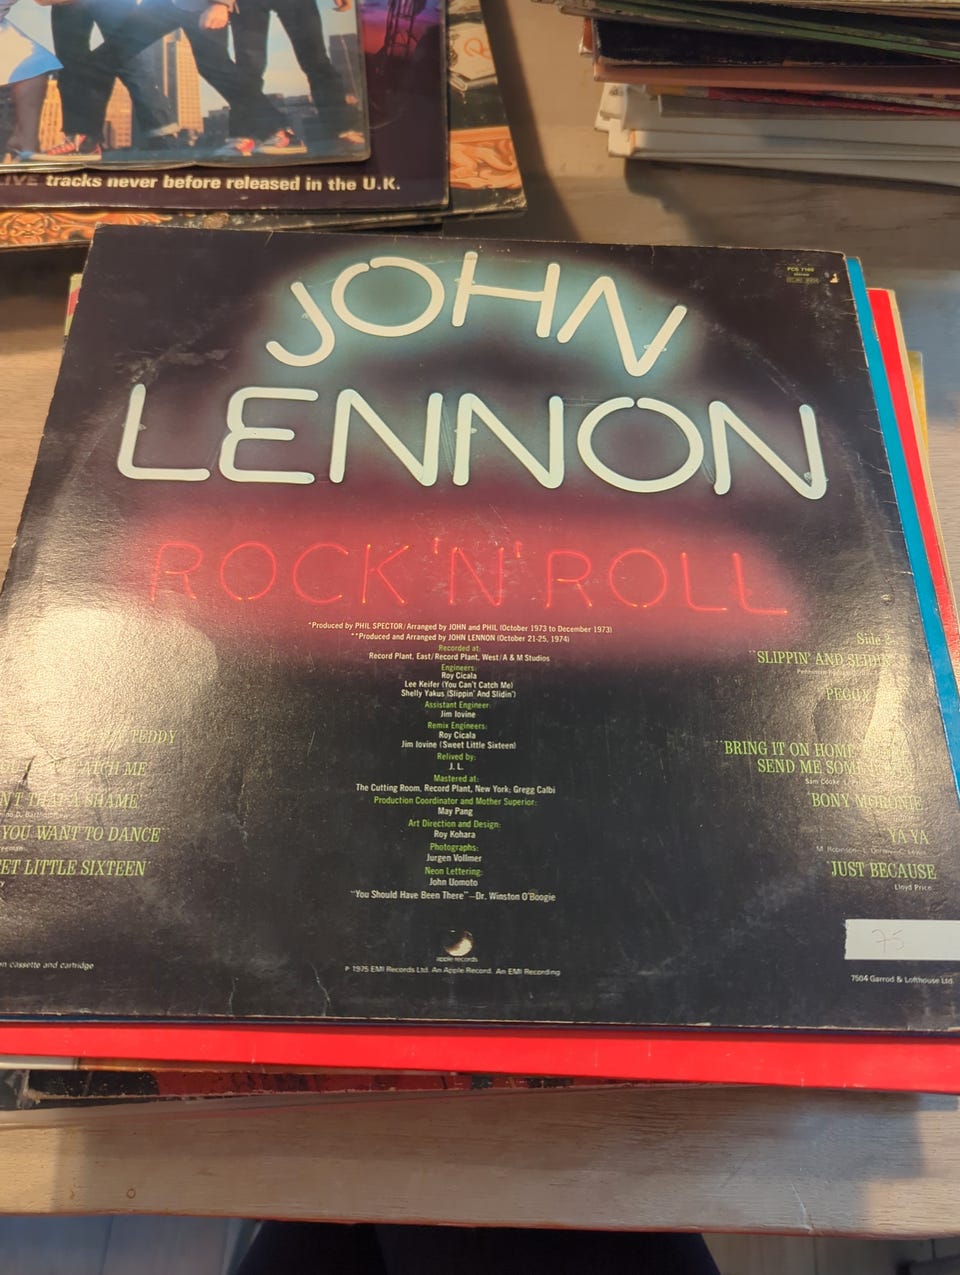 LIVE tracks never before released in the U.K.
PCS 7169
JOHN
LENNON
ROCK 'N' ROLL
*Produced by PHIL SPECTOR/Arranged by JOHN and PHIL (October 1973 to December 1973)
**Produced and Arranged by JOHN LENNON (October 21-25, 1974)
Recorded at:
Record Plant, East/Record Plant, West/A & M Studios
Engineers:
Roy Cicala
Lee Keifer (You Can't Catch Me)
Shelly Yakus (Slippin' And Slidin')
Assistant Engineer:
Jim Iovine
Remix Engineers:
Roy Cicala
Jim Iovine (Sweet Little Sixteen)
Relived by:
J. L.
Mastered at:
The Cutting Room, Record Plant, New York: Gregg Calbi
Production Coordinator and Mother Superior:
May Pang
Art Direction and Design:
Roy Kohara
Photographs:
Jurgen Vollmer
Neon Lettering:
John Uomoto
"You Should Have Been There"—Dr. Winston O'Boogie
apple records
P 1975 EMI Records Ltd. An Apple Record. An EMI Recording
TEDDY
CATCH ME
N'T THAT A SHAME
YOU WANT TO DANCE
EET LITTLE SIXTEEN
on cassette and cartridge
Side
SLIPPIN' AND SLIDIN
PEGGY
BRING IT ON HOME
SEND ME SOM
Sam Cooke
BONY MORONIE
YA YA
JUST BECAUSE
Lloyd Price
75
7504 Garrod & Lofthouse Ltd.